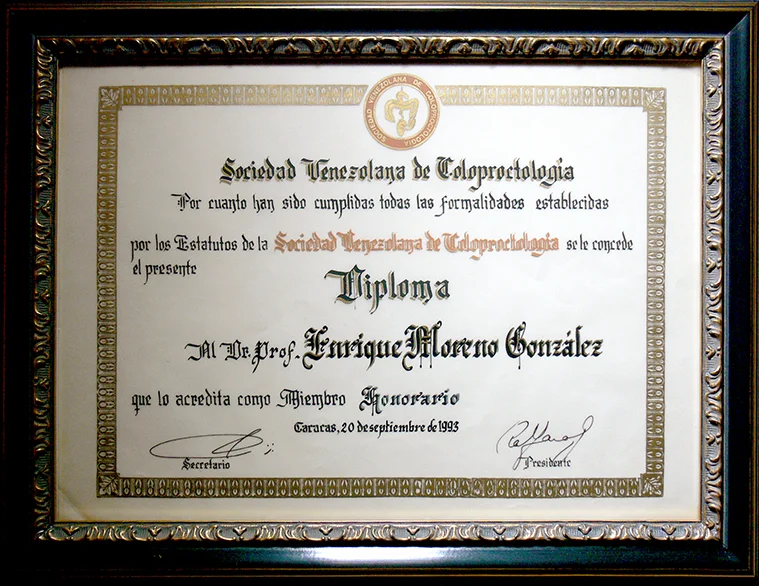 SOCIEDAD VENEZOLANA DE COLOPROCTOLOGIA
Sociedad Venezolana de Coloproctología
Por cuanto han sido cumplidas todas las formalidades establecidas
por los Estatutos de la Sociedad Venezolana de Coloproctología se le concede
el presente
Diploma
Al Dr. Prof. Enrique Moreno González
que lo acredita como Miembro Honorario
Caracas, 20 de septiembre de 1993
Secretario
Presidente